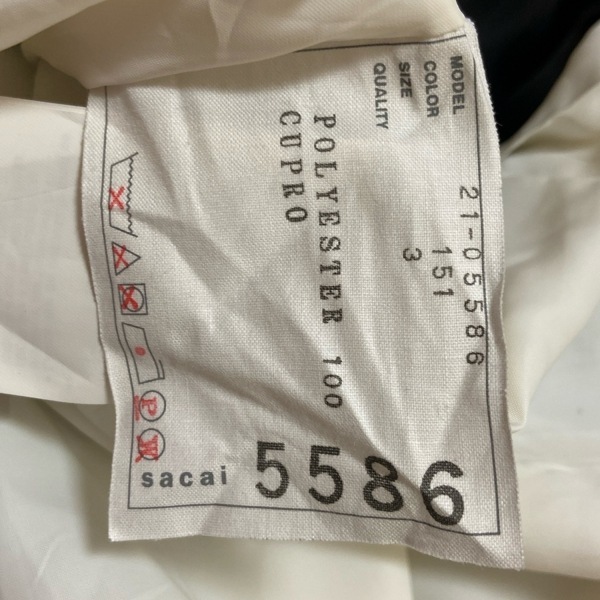 MODEL 21-05586
COLOR 151
SIZE 3
QUALITY
POLYESTER 100
CUPRO
P
sacai 5586